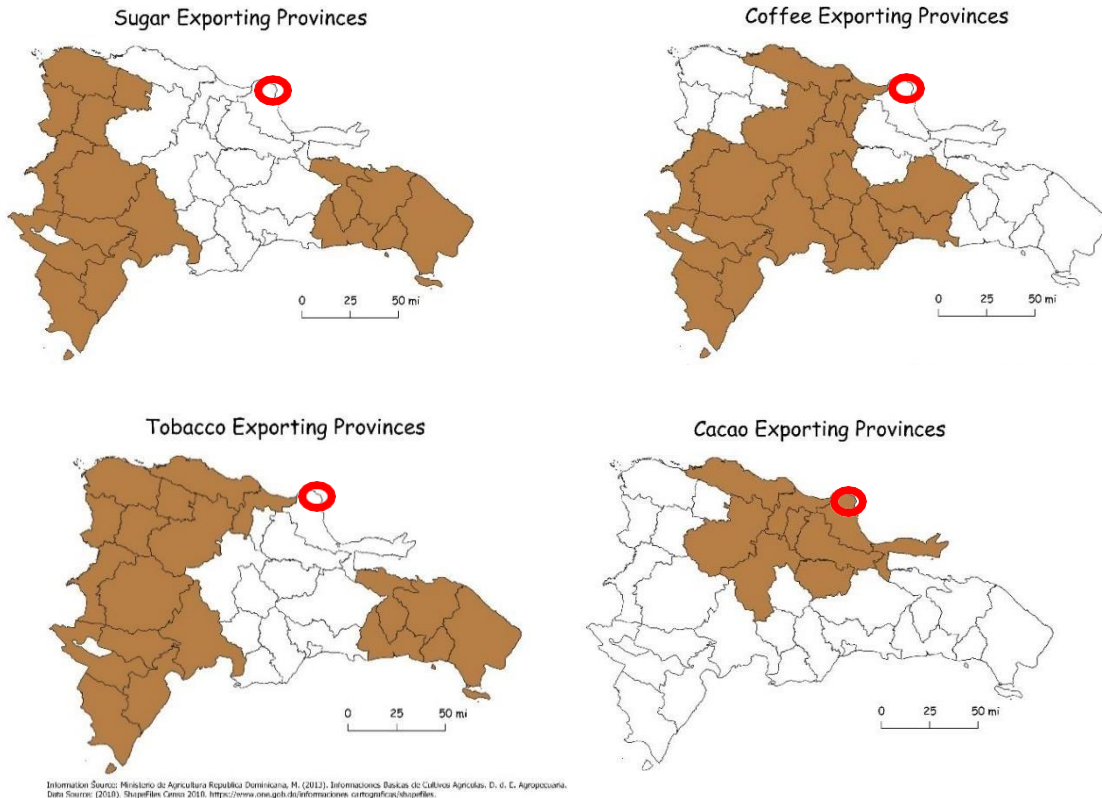 Sugar Exporting Provinces
Coffee Exporting Provinces
0 25 50 mi
0 25 50 mi
Tobacco Exporting Provinces
Cacao Exporting Provinces
0 25 50 mi
0 25 50 mi
Information Source: Ministerio de Agricultura Republica Dominicana, M. (2013). Informaciones Basicas de Cultivos Agricolas. D. d. E. Agropecuaria.
Data Source: (2010). ShapeFiles Censo 2010. https://www.one.gob.do/informaciones cartograficas/shapefiles.